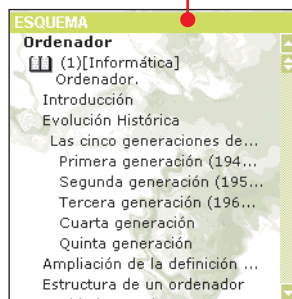 ESQUEMA
Ordenador
(1)[Informática]
Ordenador.
Introducción
Evolución Histórica
Las cinco generaciones de...
Primera generación (194...
Segunda generación (195...
Tercera generación (196...
Cuarta generación
Quinta generación
Ampliación de la definición ...
Estructura de un ordenador